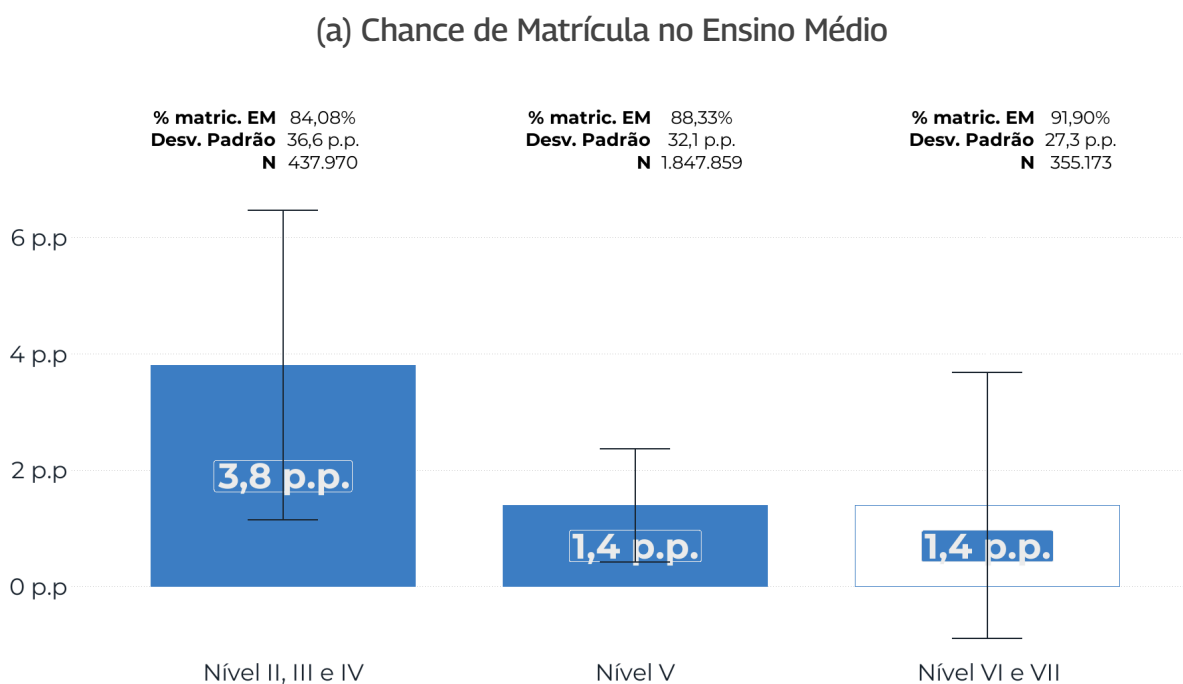 (a) Chance de Matrícula no Ensino Médio
% matric. EM 84,08%
Desv. Padrão 36,6 p.p.
N 437.970
% matric. EM 88,33%
Desv. Padrão 32,1 p.p.
N 1.847.859
% matric. EM 91,90%
Desv. Padrão 27,3 p.p.
N 355.173
6 p.p
4 p.p
2 p.p
0 p.p
3,8 p.p.
1,4 p.p.
1,4 p.p.
Nível II, III e IV
Nível V
Nível VI e VII